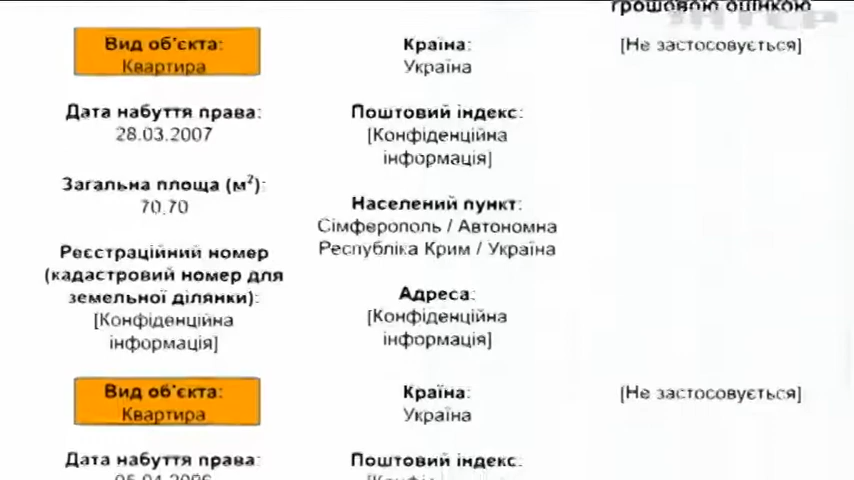 грошовою оцінкою
ІНТЕР
Вид об'єкта:
Квартира
Країна:
Україна
[Не застосовується]
Дата набуття права:
28.03.2007
Поштовий індекс:
[Конфіденційна
інформація]
Загальна площа (м²):
70.70
Населений пункт:
Сімферополь / Автономна
Республіка Крим / Україна
Реєстраційний номер
(кадастровий номер для
земельної ділянки):
[Конфіденційна
інформація]
Адреса:
[Конфіденційна
інформація]
Вид об'єкта:
Квартира
Країна:
Україна
[Не застосовується]
Дата набуття права:
Поштовий індекс: